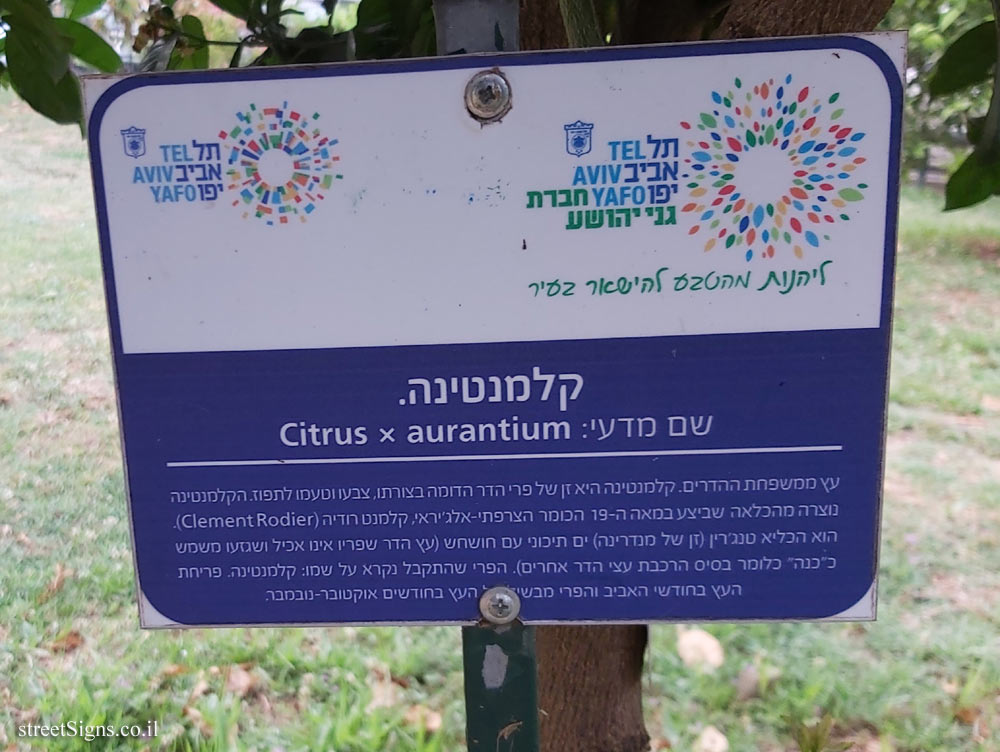 תל TEL
אביב AVIV
יפו YAFO
תל TEL
אביב AVIV
יפו YAFO חברת
גני יהושע
ליהנות מהטבע להישאר בעיר
קלמנטינה.
שם מדעי: Citrus × aurantium
עץ ממשפחת ההדרים. קלמנטינה היא זן של פרי הדר הדומה בצורתו, צבעו וטעמו לתפוז. הקלמנטינה
נוצרה מהכלאה שביצע במאה ה-19 הכומר הצרפתי-אלג'יראי, קלמנט רודיה (Clement Rodier).
הוא הכליא טנג'רין (זן של מנדרינה) ים תיכוני עם חושחש (עץ הדר שפריו אינו אכיל ושגזעו משמש
כ"כנה" כלומר בסיס הרכבת עצי הדר אחרים). הפרי שהתקבל נקרא על שמו: קלמנטינה. פריחת
העץ בחודשי האביב והפרי העץ בחודשים אוקטובר-נובמבר.
streetSigns.co.il